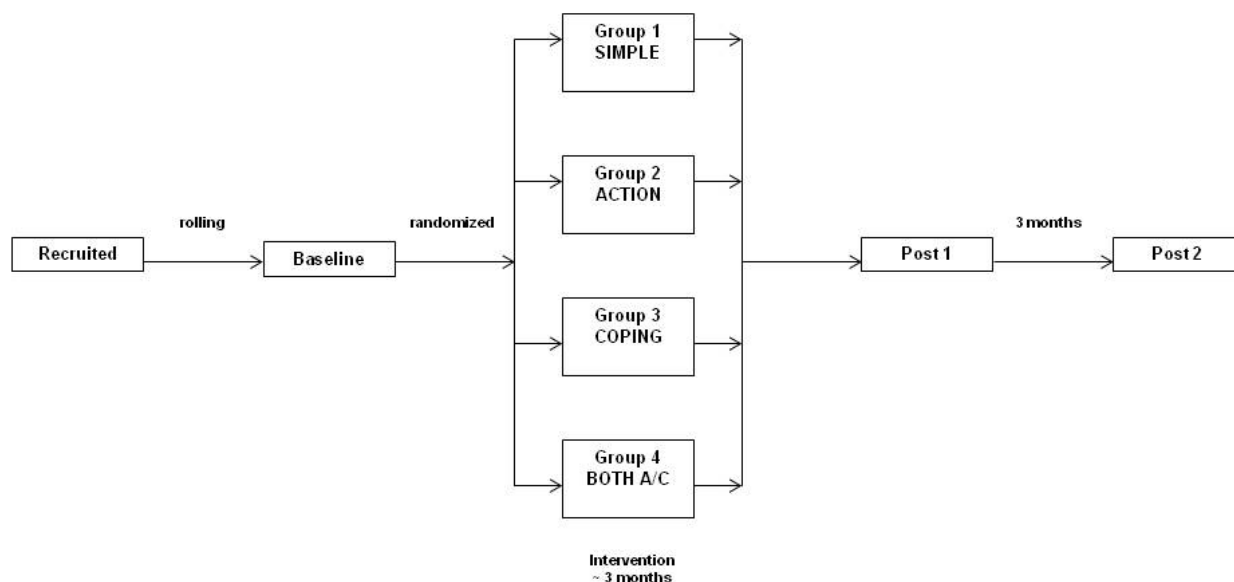 Group 1
SIMPLE
Group 2
ACTION
rolling
randomized
3 months
Recruited
Baseline
Post 1
Post 2
Group 3
COPING
Group 4
BOTH A/C
Intervention
~ 3 months